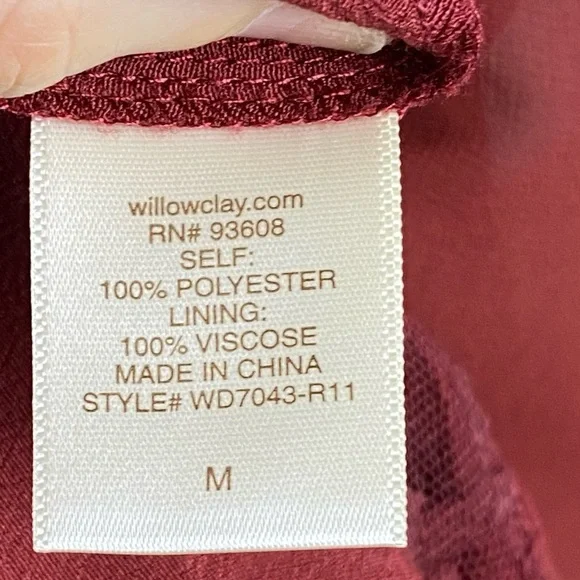 willowclay.com
RN# 93608
SELF:
100% POLYESTER
LINING:
100% VISCOSE
MADE IN CHINA
STYLE# WD7043-R11
M